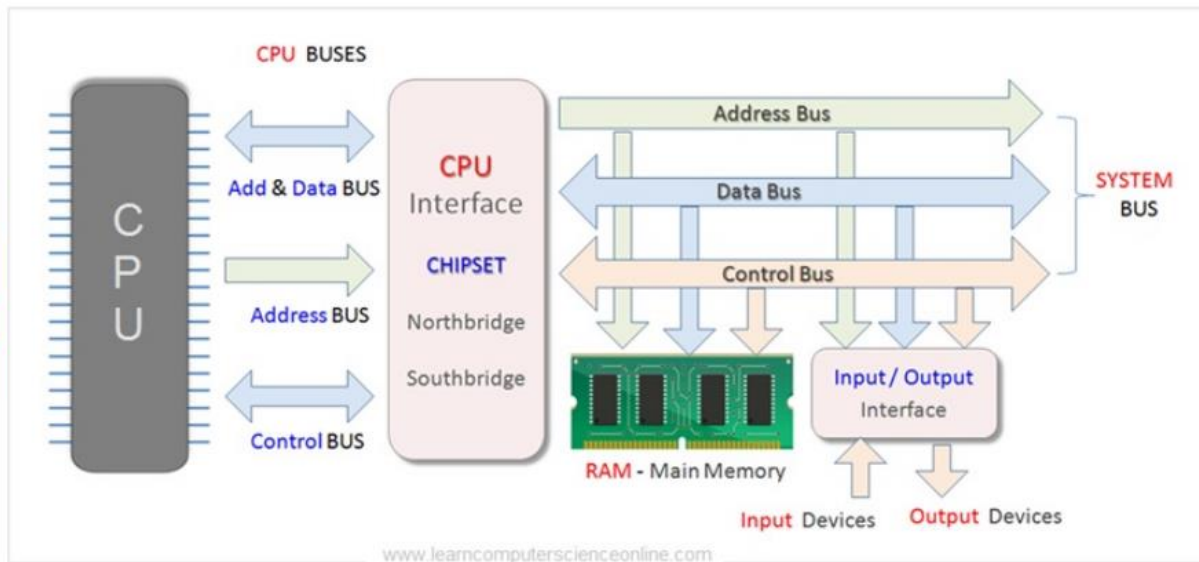 CPU BUSES
C
P
U
Add & Data BUS
Address BUS
Control BUS
CPU
Interface
CHIPSET
Northbridge
Southbridge
Address Bus
Data Bus
Control Bus
SYSTEM
BUS
RAM - Main Memory
Input / Output
Interface
Input Devices
Output Devices
www.learncomputerscienceonline.com